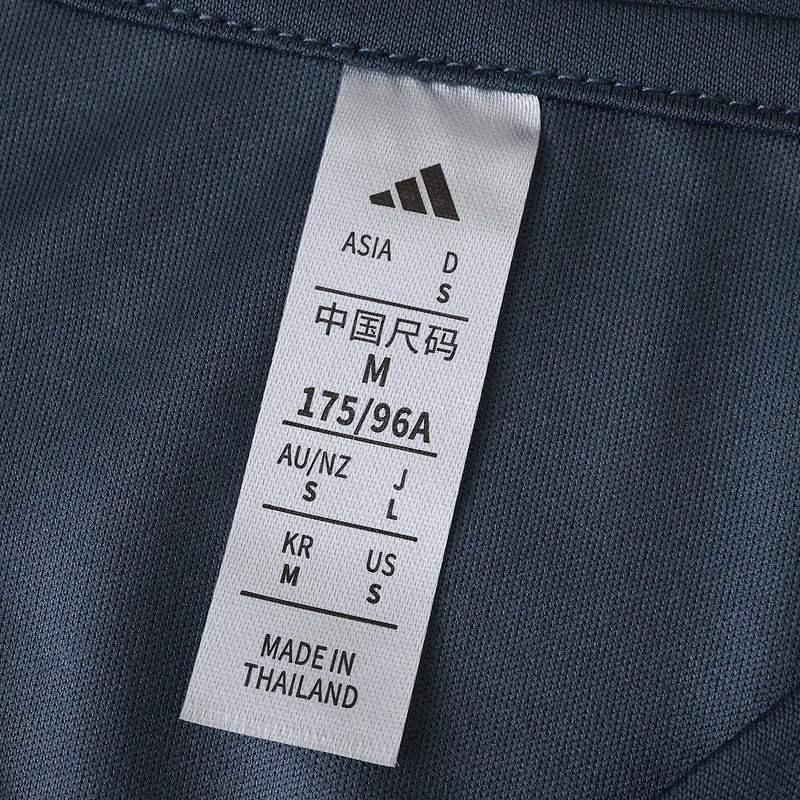 ASIA D
S
中国尺码
M
175/96A
AU/NZ J
S L
KR US
M S
MADE IN
THAILAND